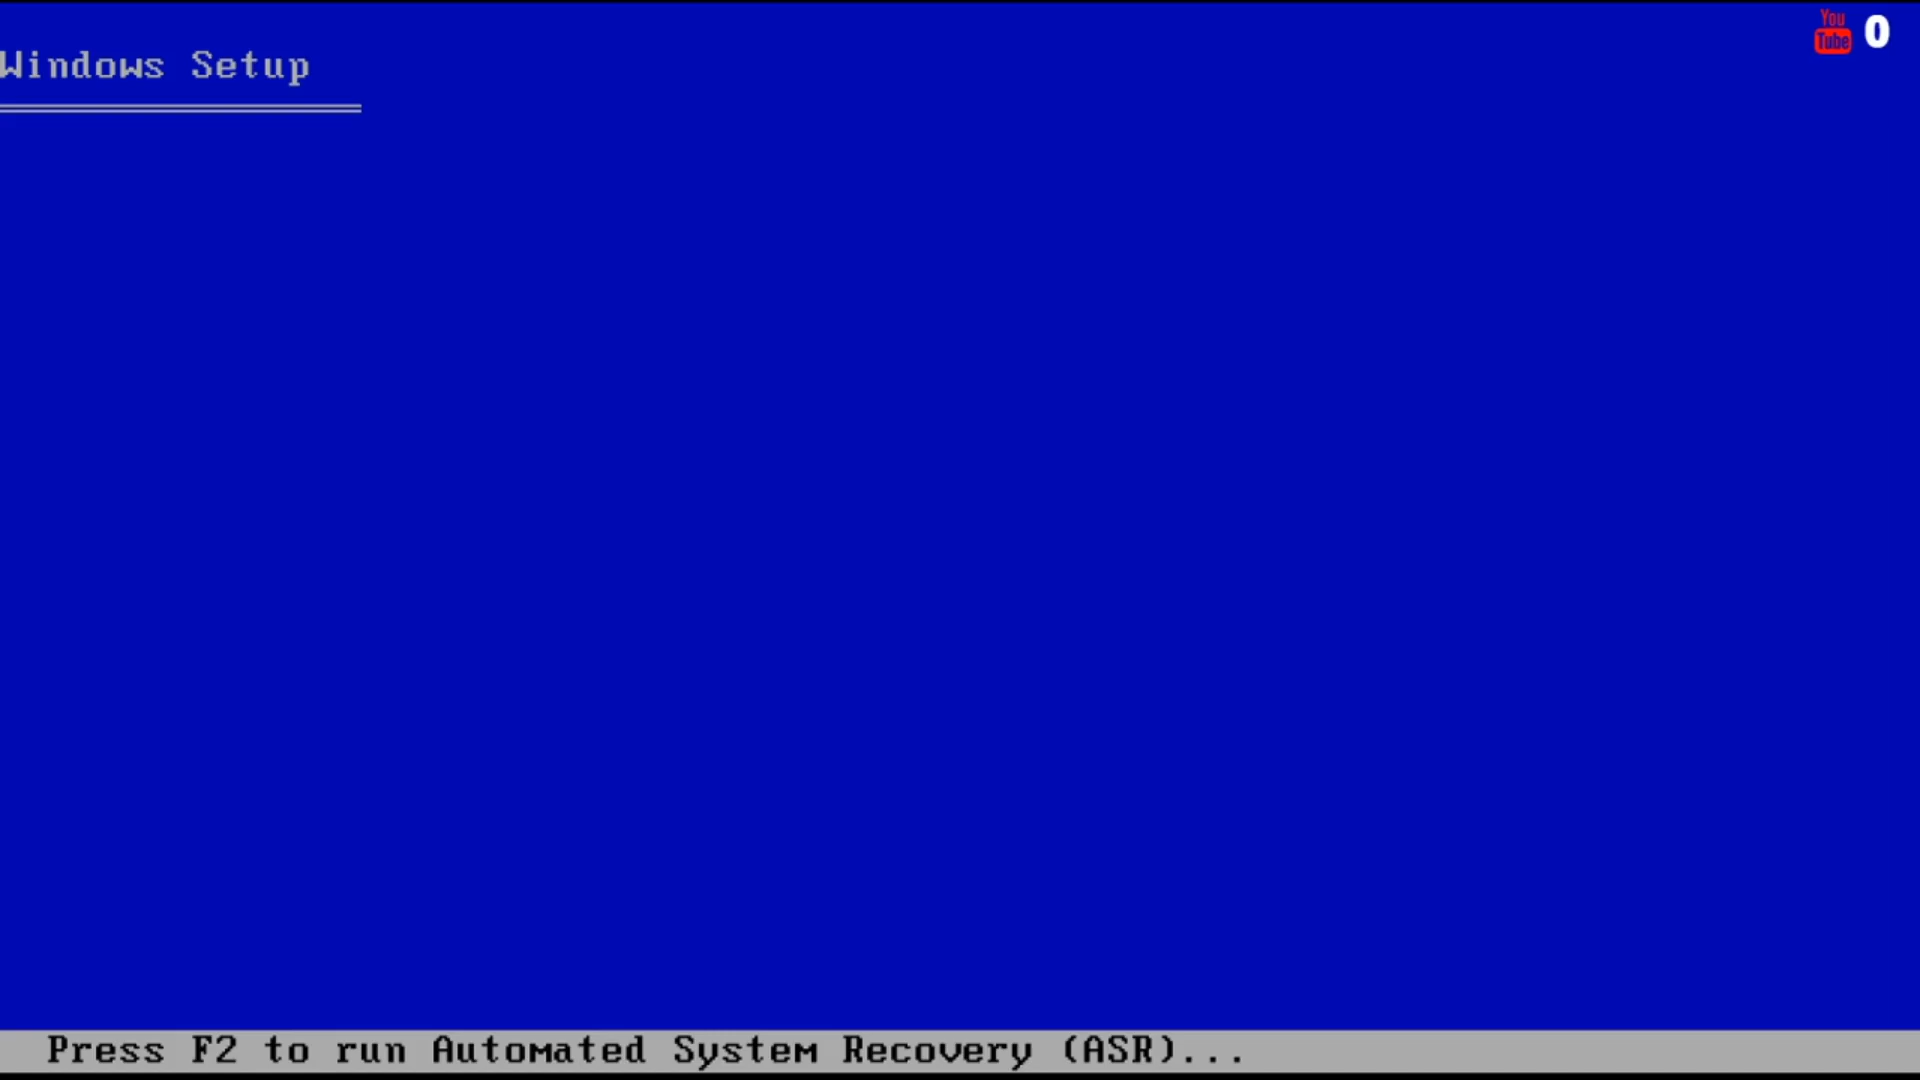 You
Tube 0
Windows Setup
Press F2 to run Automated System Recovery (ASR)...